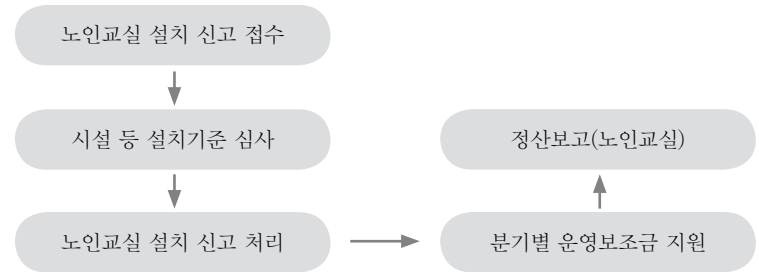 노인교실 설치 신고 접수
시설 등 설치기준 심사
노인교실 설치 신고 처리
분기별 운영보조금 지원
정산보고(노인교실)